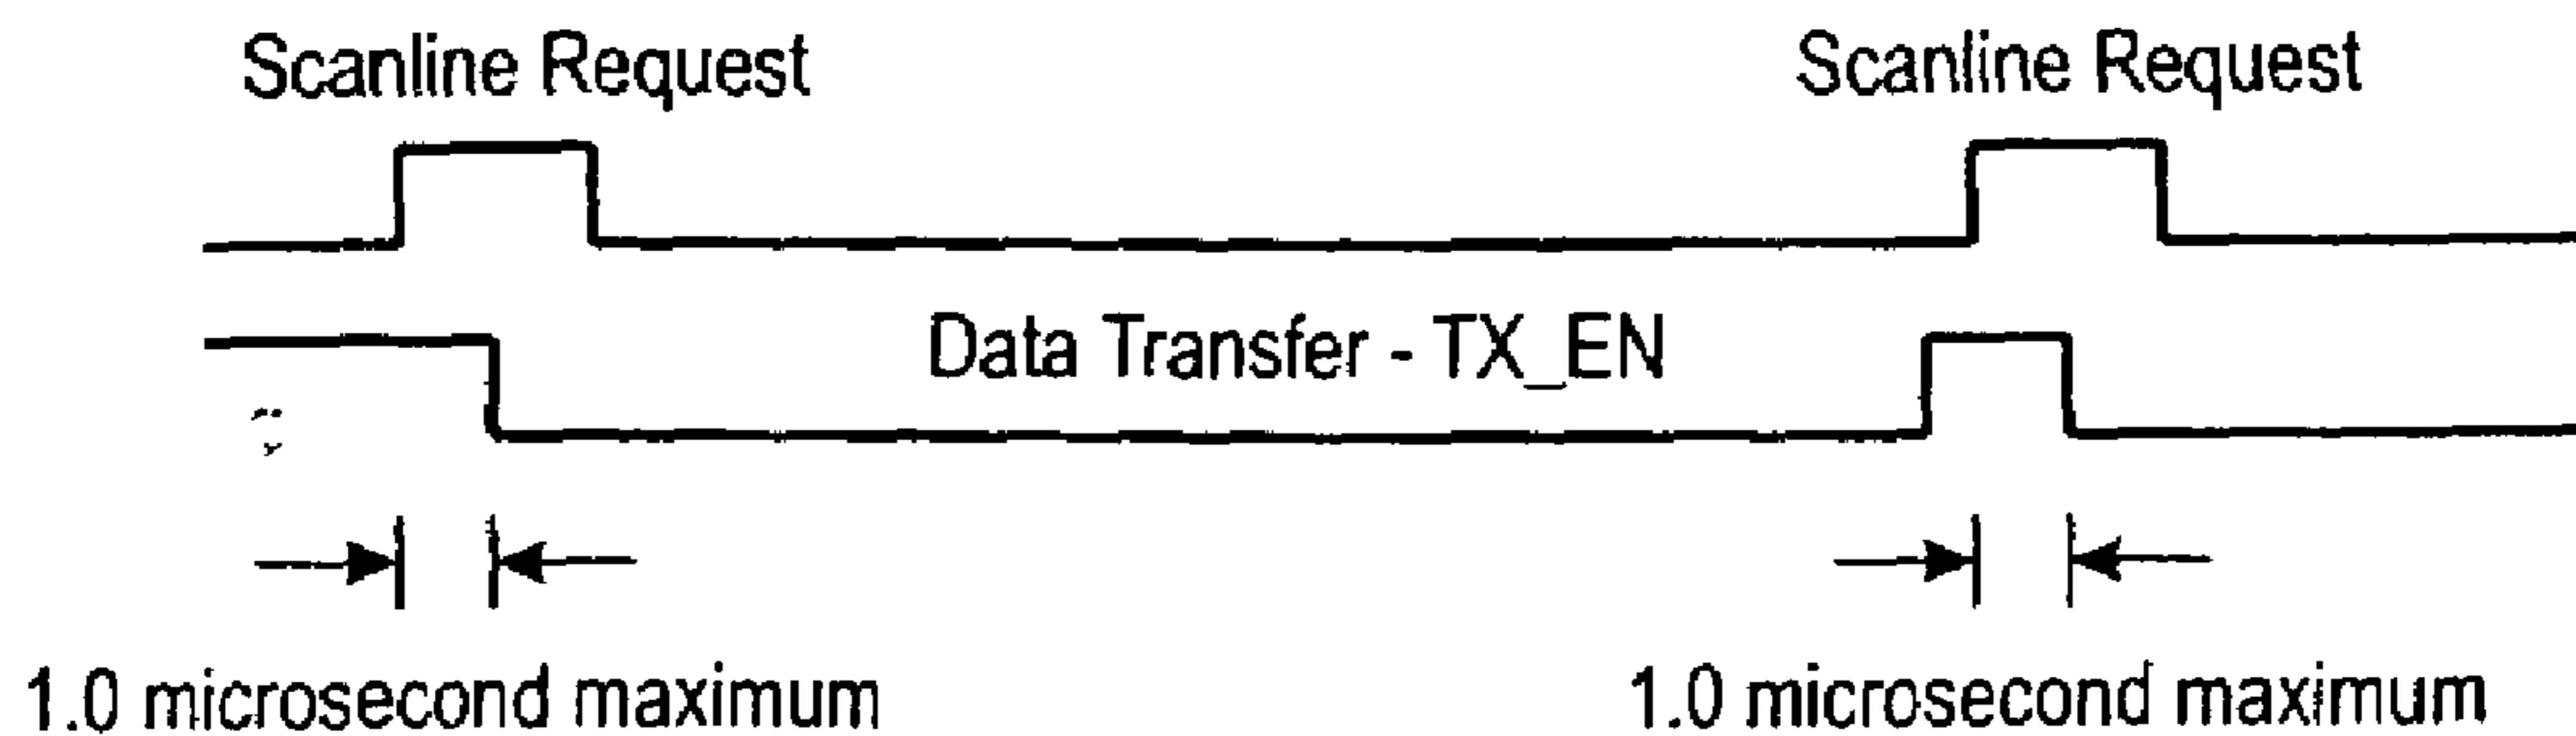 Scanline Request
Scanline Request
Data Transfer - TX_EN
1.0 microsecond maximum
1.0 microsecond maximum